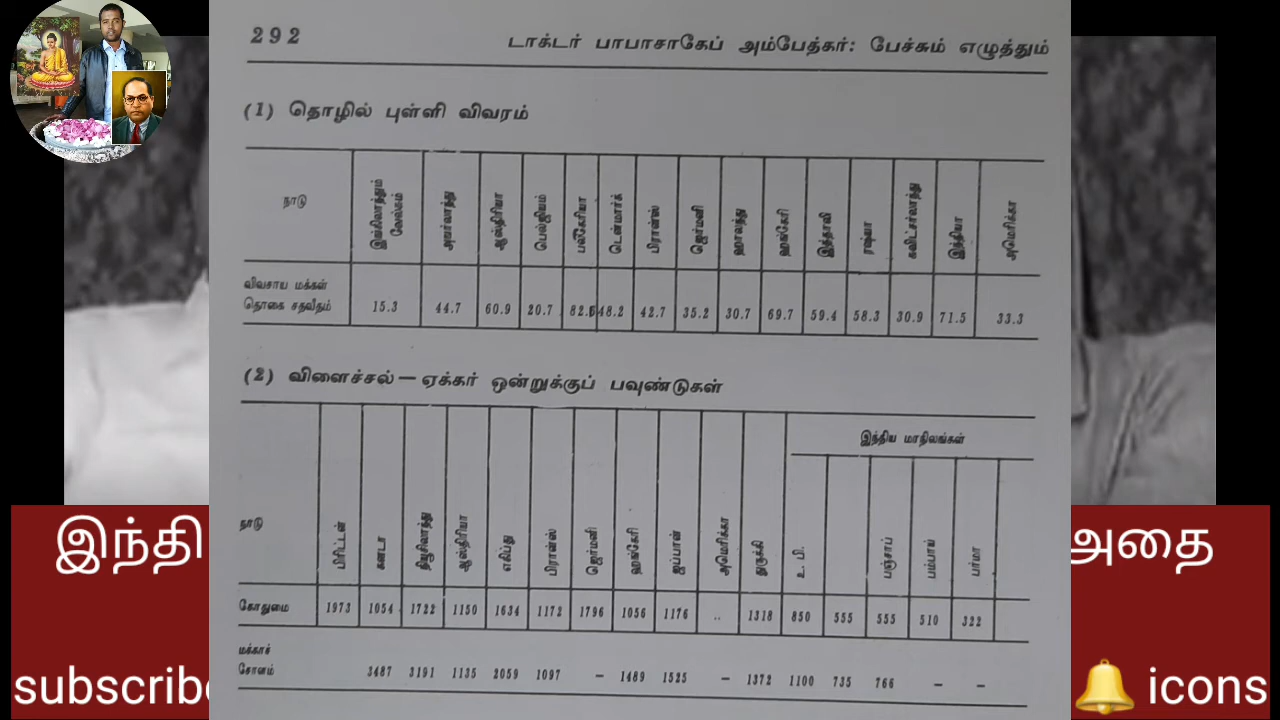 292 டாக்டர் பாபாசாகேப் அம்பேத்கர்: பேச்சும் எழுத்தும்
(1) தொழில் புள்ளி விவரம்
நாடு இங்கிலாந்தும் வேல்சும் அயர்லாந்து ஆஸ்திரியா பெல்ஜியம் பல்கேரியா டென்மார்க் பிரான்ஸ் ஜெர்மனி ஹாலந்து ஹங்கேரி இத்தாலி ரஷ்யா சுவிட்சர்லாந்து இந்தியா அமெரிக்கா
விவசாய மக்கள்
தொகை சதவீதம் 15.3 44.7 60.9 20.7 82.6 48.2 42.7 35.2 30.7 69.7 59.4 58.3 30.9 71.5 33.3
(2) விளைச்சல் — ஏக்கர் ஒன்றுக்குப் பவுண்டுகள்
இந்திய மாநிலங்கள்
நாடு பிரிட்டன் கனடா நியூசிலாந்து ஆஸ்திரியா எகிப்து பிரான்ஸ் ஜெர்மனி ஹங்கேரி ஜப்பான் அமெரிக்கா துருக்கி உ. பி. பஞ்சாப் பம்பாய் பர்மா
கோதுமை 1973 1054 1722 1150 1634 1172 1796 1056 1176 .. 1318 850 555 555 510 322
மக்காச்
சோளம் 3487 3191 1135 2059 1097 — 1489 1525 — 1372 1100 735 766 — —
இந்தி அதை
subscribe icons